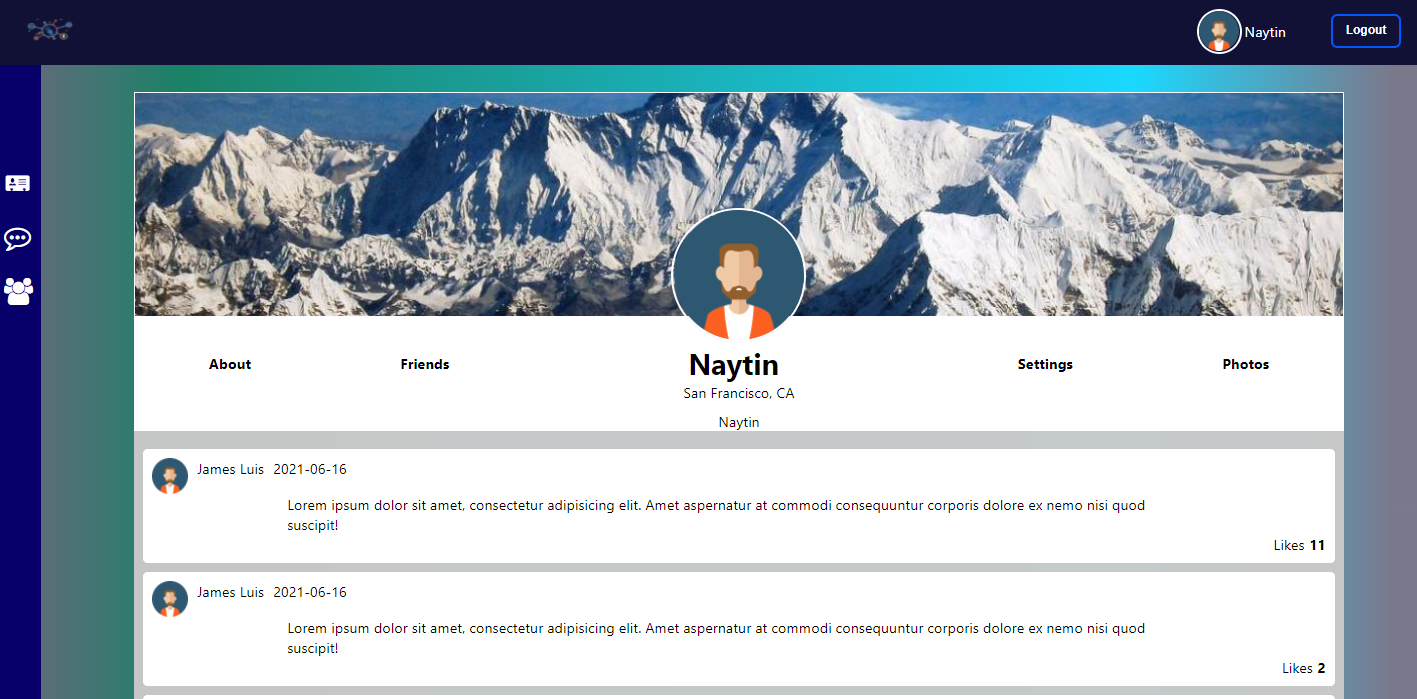 Naytin
Logout
About
Friends
Naytin
Settings
Photos
San Francisco, CA
Naytin
James Luis 2021-06-16
Lorem ipsum dolor sit amet, consectetur adipisicing elit. Amet aspernatur at commodi consequuntur corporis dolore ex nemo nisi quod
suscipit!
Likes 11
James Luis 2021-06-16
Lorem ipsum dolor sit amet, consectetur adipisicing elit. Amet aspernatur at commodi consequuntur corporis dolore ex nemo nisi quod
suscipit!
Likes 2